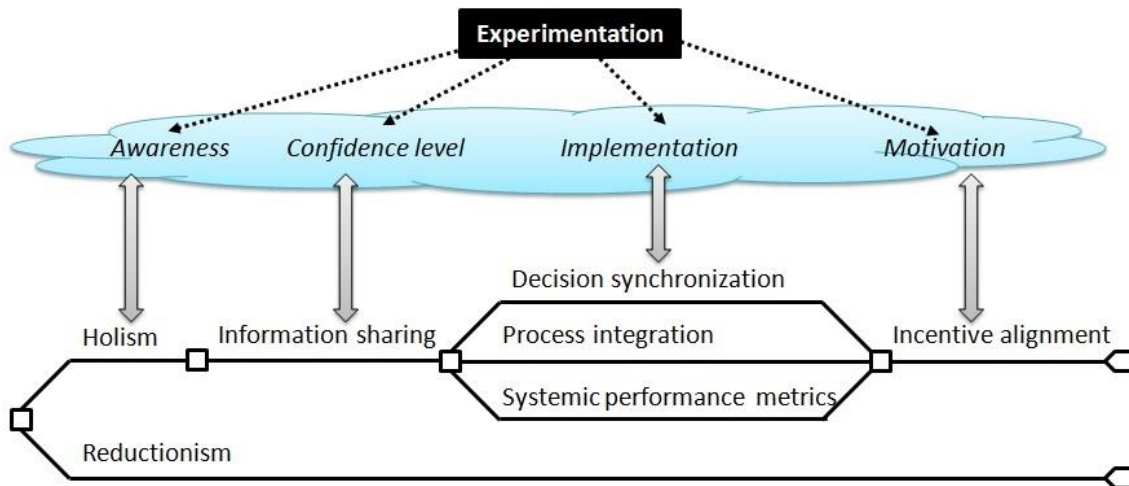 Experimentation
Awareness
Confidence level
Implementation
Motivation
Decision synchronization
Holism
Information sharing
Process integration
Incentive alignment
Systemic performance metrics
Reductionism